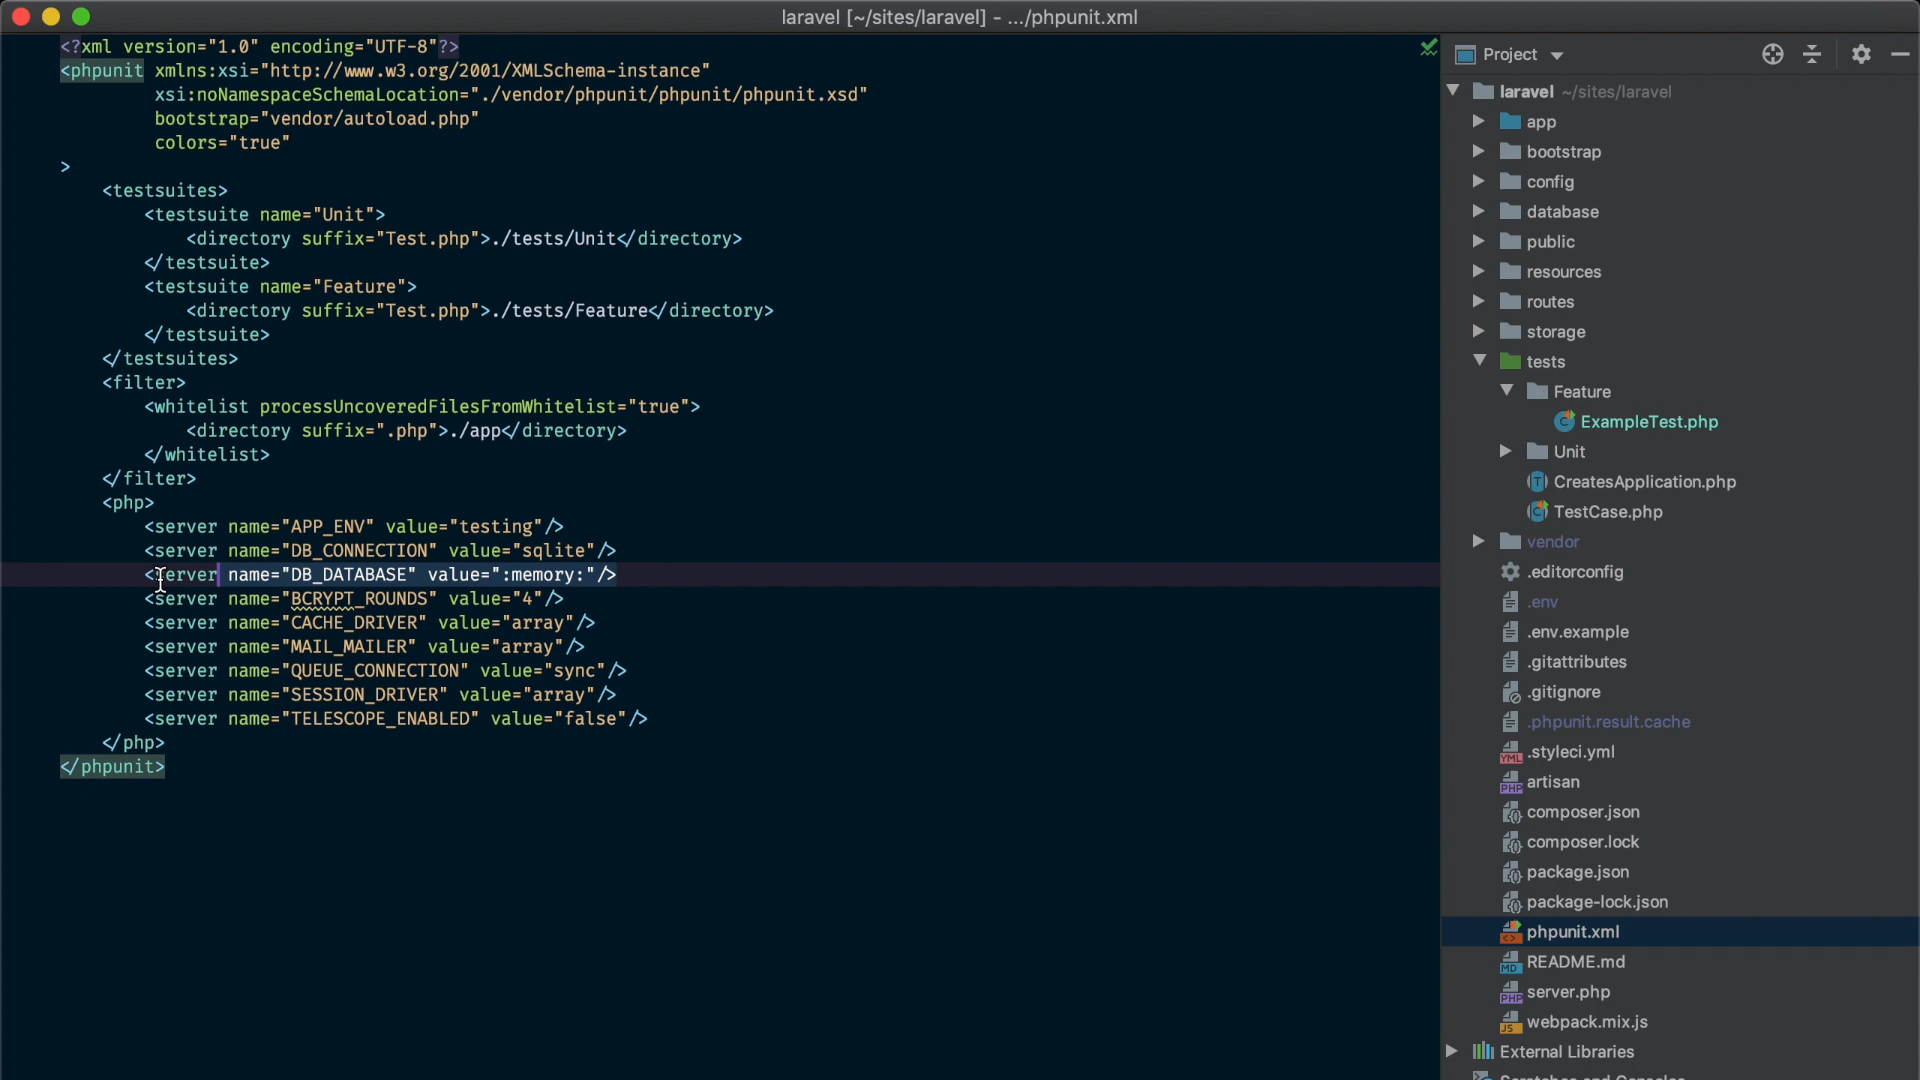 laravel [~/sites/laravel] - .../phpunit.xml
<?xml version="1.0" encoding="UTF-8"?>
<phpunit xmlns:xsi="http://www.w3.org/2001/XMLSchema-instance"
xsi:noNamespaceSchemaLocation="./vendor/phpunit/phpunit/phpunit.xsd"
bootstrap="vendor/autoload.php"
colors="true"
>
<testsuites>
<testsuite name="Unit">
<directory suffix="Test.php">./tests/Unit</directory>
</testsuite>
<testsuite name="Feature">
<directory suffix="Test.php">./tests/Feature</directory>
</testsuite>
</testsuites>
<filter>
<whitelist processUncoveredFilesFromWhitelist="true">
<directory suffix=".php">./app</directory>
</whitelist>
</filter>
<php>
<server name="APP_ENV" value="testing"/>
<server name="DB_CONNECTION" value="sqlite"/>
<server name="DB_DATABASE" value=":memory:"/>
<server name="BCRYPT_ROUNDS" value="4"/>
<server name="CACHE_DRIVER" value="array"/>
<server name="MAIL_MAILER" value="array"/>
<server name="QUEUE_CONNECTION" value="sync"/>
<server name="SESSION_DRIVER" value="array"/>
<server name="TELESCOPE_ENABLED" value="false"/>
</php>
</phpunit>
Project
laravel ~/sites/laravel
app
bootstrap
config
database
public
resources
routes
storage
tests
Feature
ExampleTest.php
Unit
CreatesApplication.php
TestCase.php
vendor
.editorconfig
.env
.env.example
.gitattributes
.gitignore
.phpunit.result.cache
.styleci.yml
artisan
composer.json
composer.lock
package.json
package-lock.json
phpunit.xml
README.md
server.php
webpack.mix.js
External Libraries
Scratches and Consoles